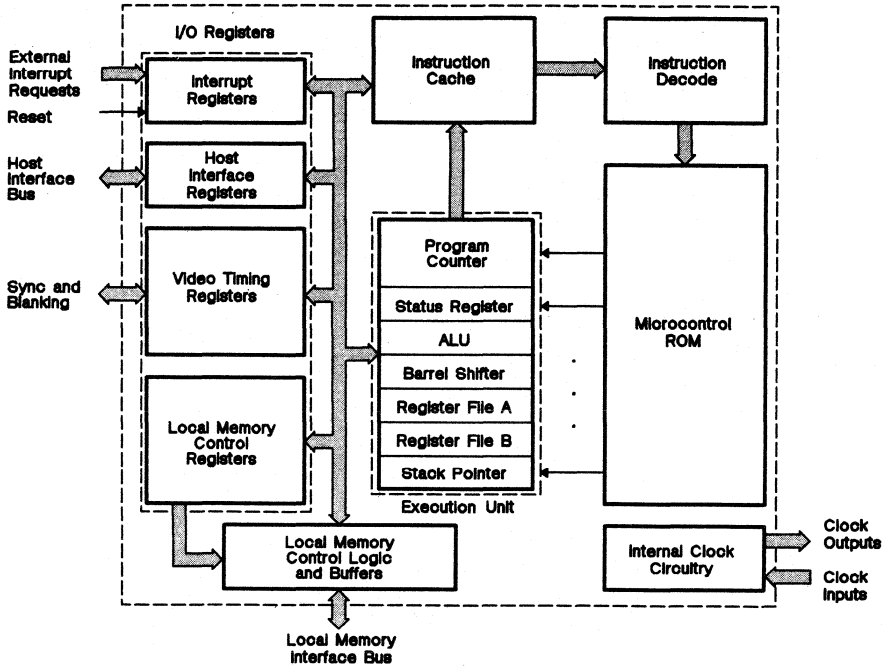 I/O Registers
External
Interrupt
Requests
Reset
Interrupt
Registers
Instruction
Cache
Instruction
Decode
Host
Interface
Bus
Host
Interface
Registers
Sync and
Blanking
Video Timing
Registers
Program
Counter
Status Register
ALU
Barrel Shifter
Register File A
Register File B
Stack Pointer
Execution Unit
Microcontrol
ROM
Local Memory
Control
Registers
Local Memory
Control Logic
and Buffers
Internal Clock
Circuitry
Clock
Outputs
Clock
Inputs
Local Memory
Interface Bus